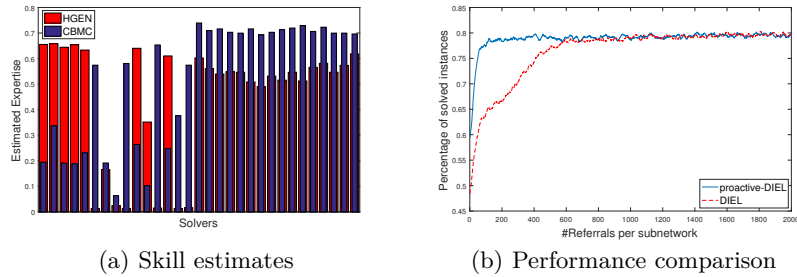 HGEN
CBMC
Estimated Expertise
0.8
0.7
0.6
0.5
0.4
0.3
0.2
0.1
0
Solvers
(a) Skill estimates
Percentage of solved instances
0.85
0.8
0.75
0.7
0.65
0.6
0.55
0.5
0.45
0 200 400 600 800 1000 1200 1400 1600 1800 2000
#Referrals per subnetwork
proactive-DIEL
DIEL
(b) Performance comparison